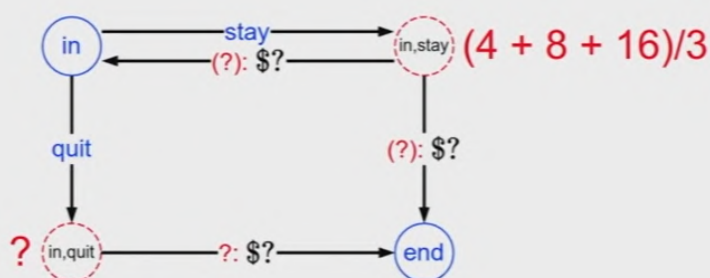 in
stay
in,stay
(4 + 8 + 16)/3
(?): $?
quit
(?): $?
?
in,quit
?: $?
end